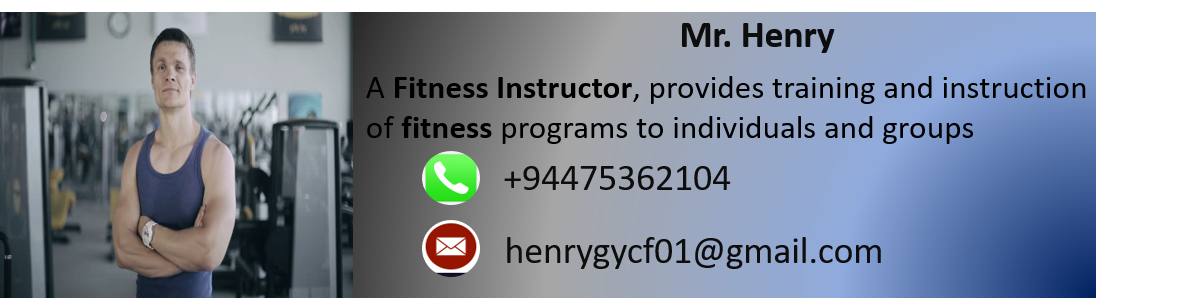 Mr. Henry
A Fitness Instructor, provides training and instruction
of fitness programs to individuals and groups
+94475362104
henrygycf01@gmail.com